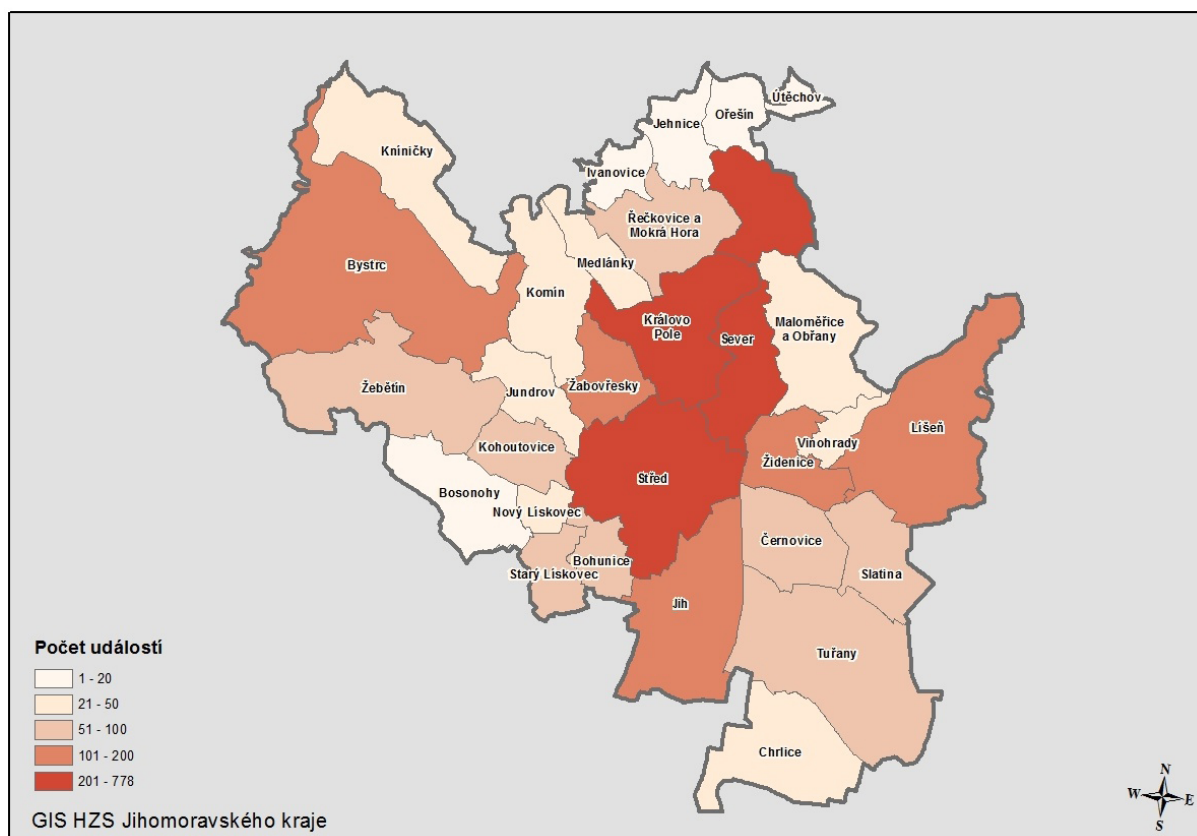 Útěchov
Ořešín
Jehnice
Ivanovice
Kníničky
Řečkovice a
Mokrá Hora
Medlánky
Bystrc
Komín
Královo
Pole
Sever
Maloměřice
a Obřany
Žebětín
Jundrov
Žabovřesky
Líšeň
Vinohrady
Kohoutovice
Židenice
Střed
Bosonohy
Nový Lískovec
Černovice
Bohunice
Starý Lískovec
Slatina
Jih
Tuřany
Chrlice
Počet událostí
1 - 20
21 - 50
51 - 100
101 - 200
201 - 778
GIS HZS Jihomoravského kraje
N
W E
S